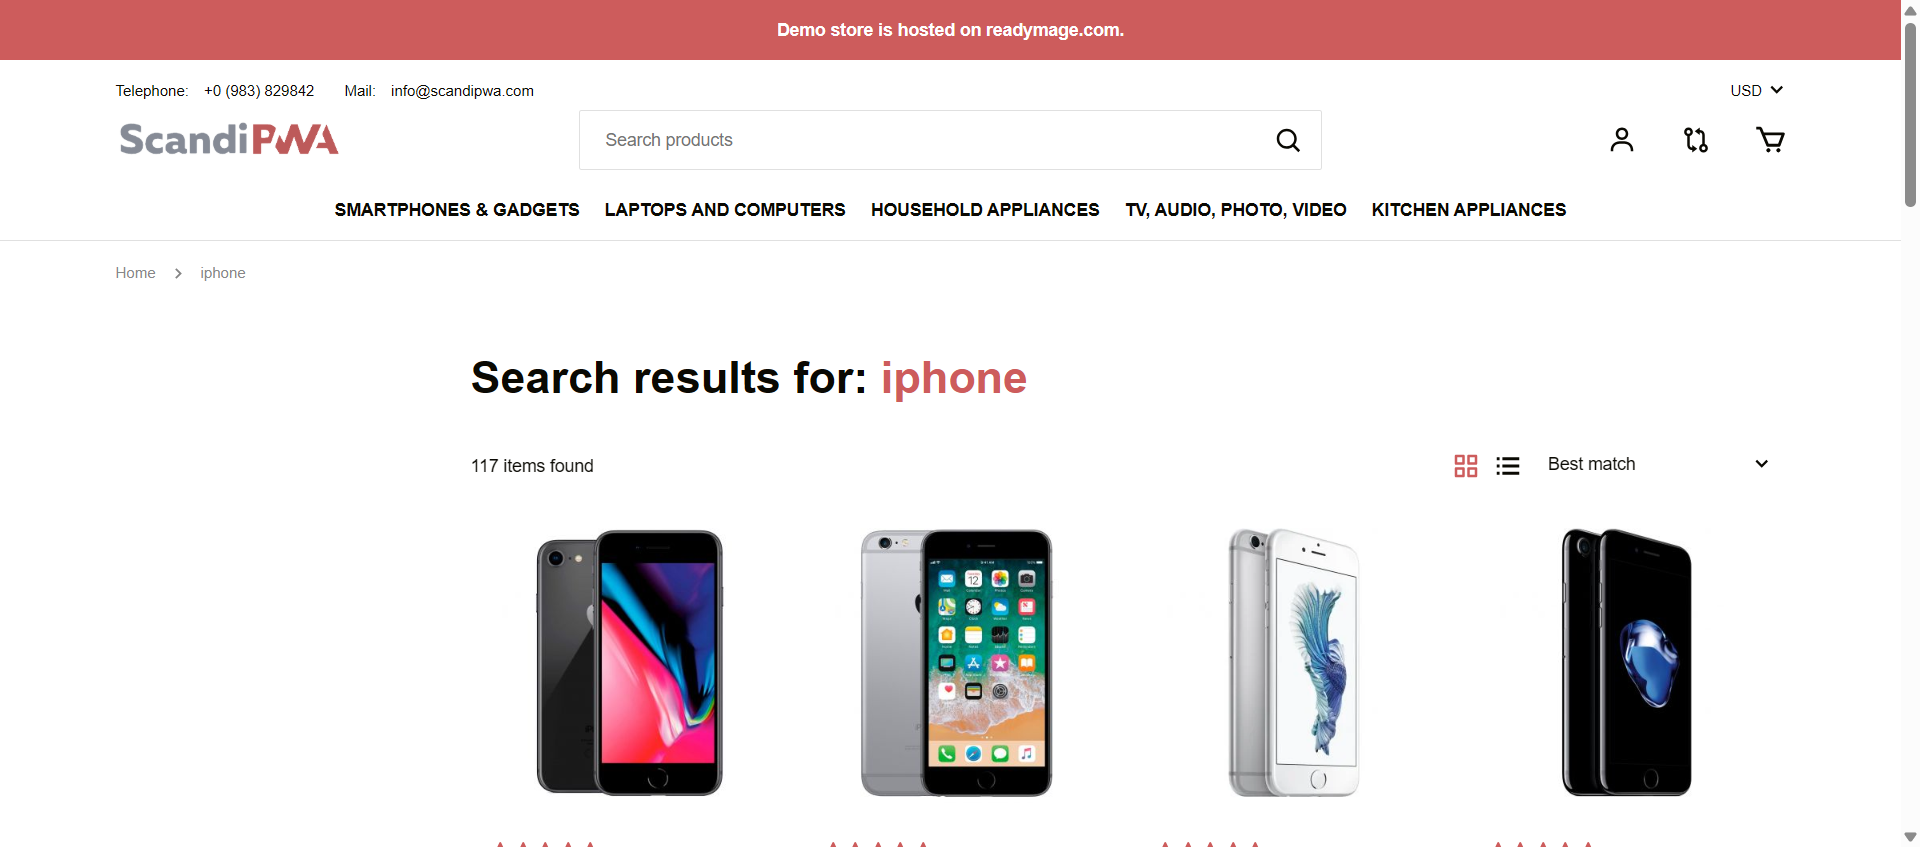 Demo store is hosted on readymage.com.
Telephone: +0 (983) 829842 Mail: info@scandipwa.com USD
ScandiPWA Search products
SMARTPHONES & GADGETS LAPTOPS AND COMPUTERS HOUSEHOLD APPLIANCES TV, AUDIO, PHOTO, VIDEO KITCHEN APPLIANCES
Home iphone
Search results for: iphone
117 items found Best match